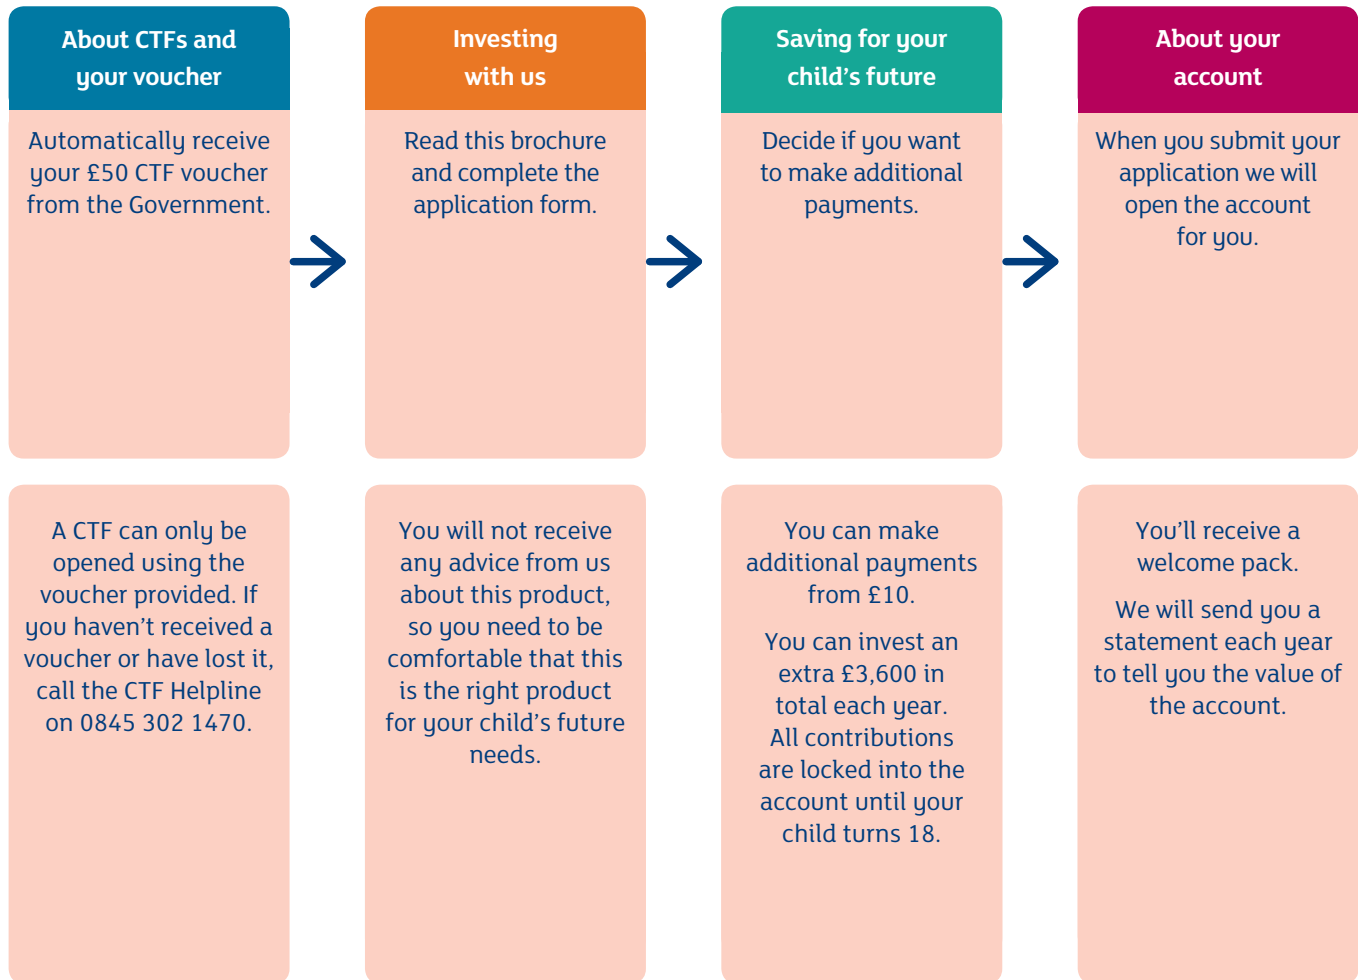 About CTFs and
your voucher
Automatically receive
your £50 CTF voucher
from the Government.
A CTF can only be
opened using the
voucher provided. If
you haven't received a
voucher or have lost it,
call the CTF Helpline
on 0845 302 1470.
Investing
with us
Read this brochure
and complete the
application form.
You will not receive
any advice from us
about this product,
so you need to be
comfortable that this
is the right product
for your child's future
needs.
Saving for your
child's future
Decide if you want
to make additional
payments.
You can make
additional payments
from £10.
You can invest an
extra £3,600 in
total each year.
All contributions
are locked into the
account until your
child turns 18.
About your
account
When you submit your
application we will
open the account
for you.
You'll receive a
welcome pack.
We will send you a
statement each year
to tell you the value of
the account.